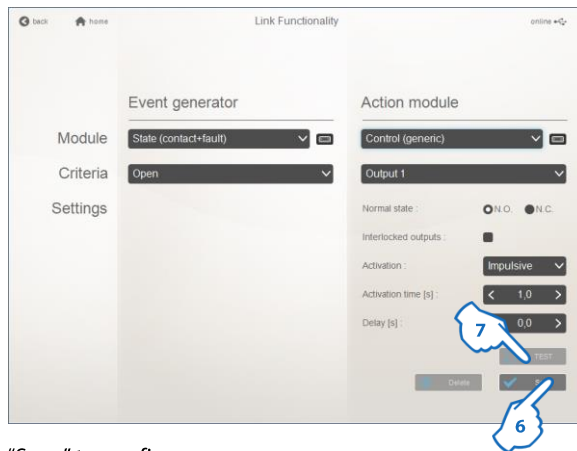 back home Link Functionality online
Event generator Action module
Module State (contact+fault) Control (generic)
Criteria Open Output 1
Settings Normal state : N.O. N.C.
Interlocked outputs :
Activation : Impulsive
Activation time [s] : < 1,0 >
Delay [s] : 0,0 >
7
TEST
Delete
6